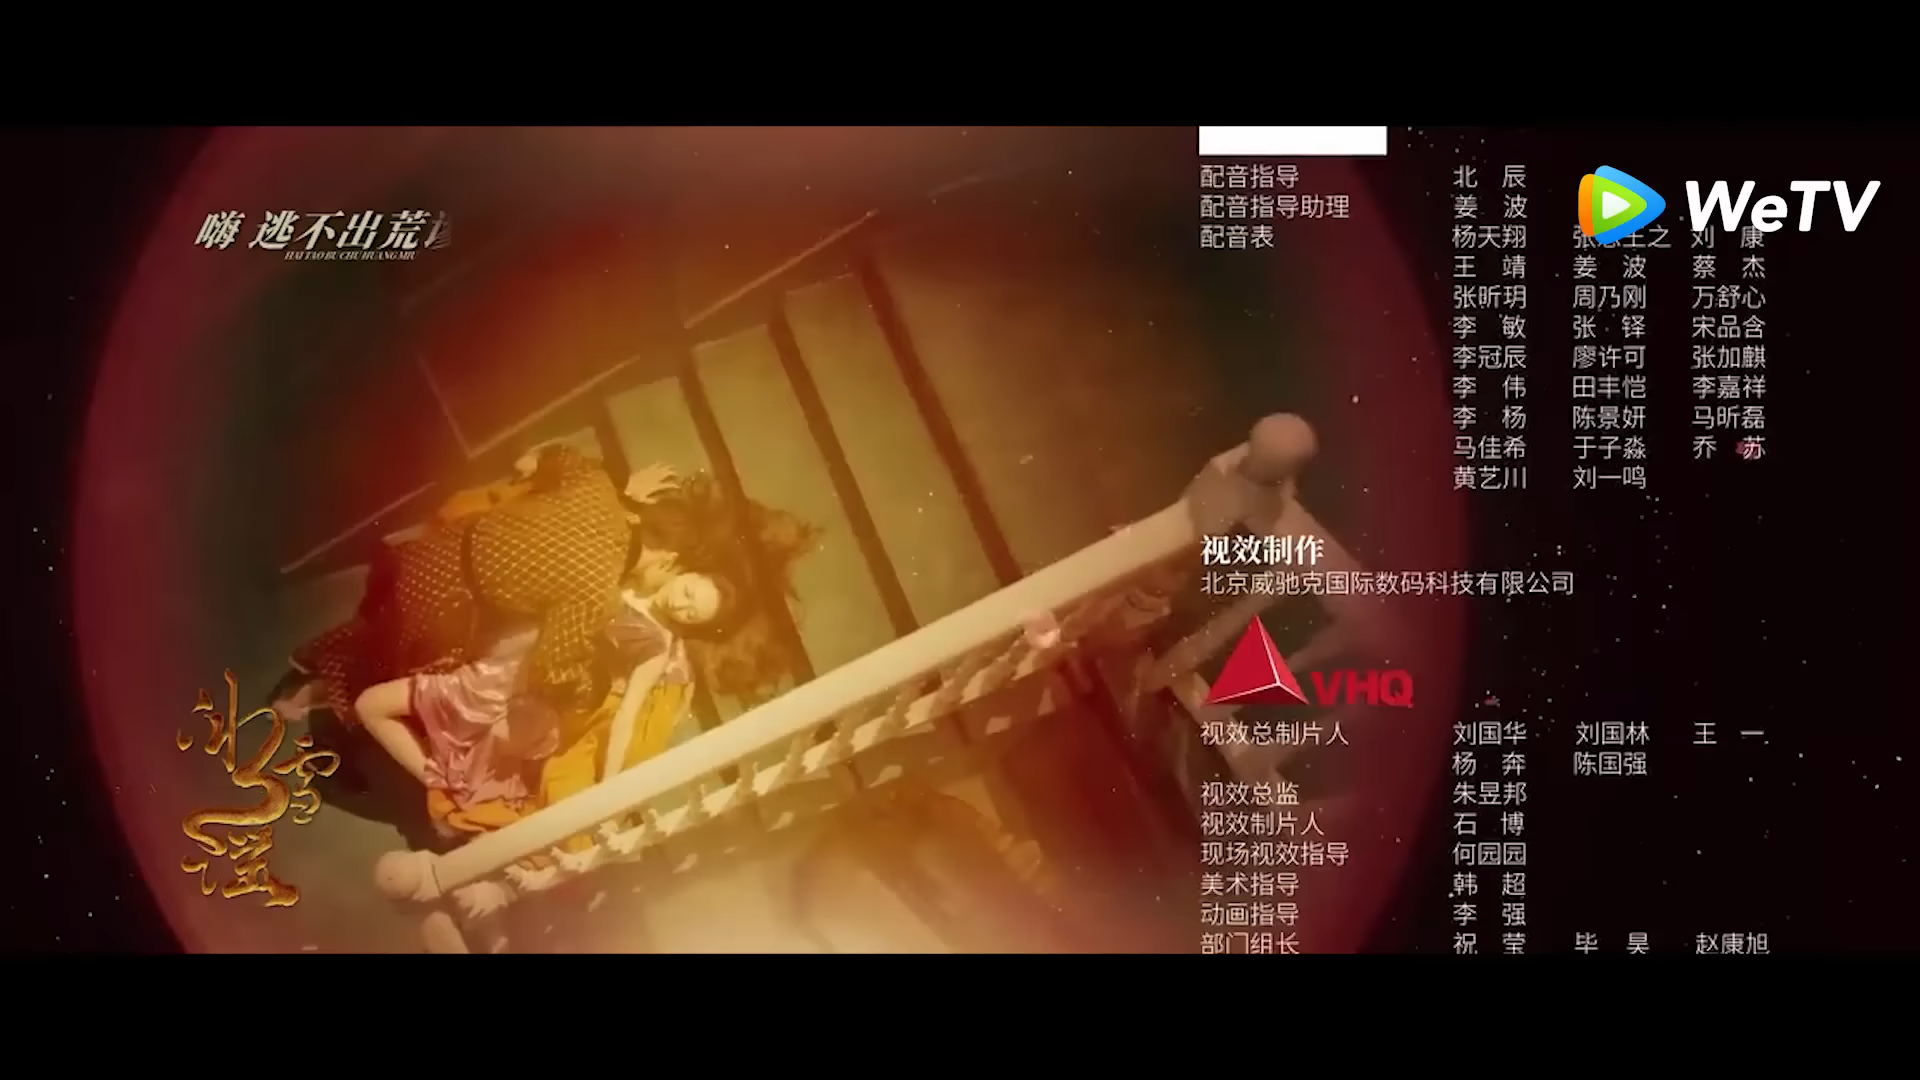 WeTV
嗨 逃不出荒
HAI TAO BU CHU HUANG MIU
冰雪谣
配音指导 北 辰
配音指导助理 姜 波
配音表 杨天翔 刘 康
王 靖 姜 波 蔡 杰
张昕玥 周乃刚 万舒心
李 敏 张 铎 宋品含
李冠辰 廖许可 张加麒
李 伟 田丰恺 李嘉祥
李 杨 陈景妍 马昕磊
马佳希 于子淼 乔 苏
黄艺川 刘一鸣
视效制作
北京威驰克国际数码科技有限公司
VHQ
视效总制片人 刘国华 刘国林 王 一
杨 奔 陈国强
视效总监 朱昱邦
视效制片人 石 博
现场视效指导 何园园
美术指导 韩 超
动画指导 李 强
部门组长 祝 莹 毕 昊 赵康旭